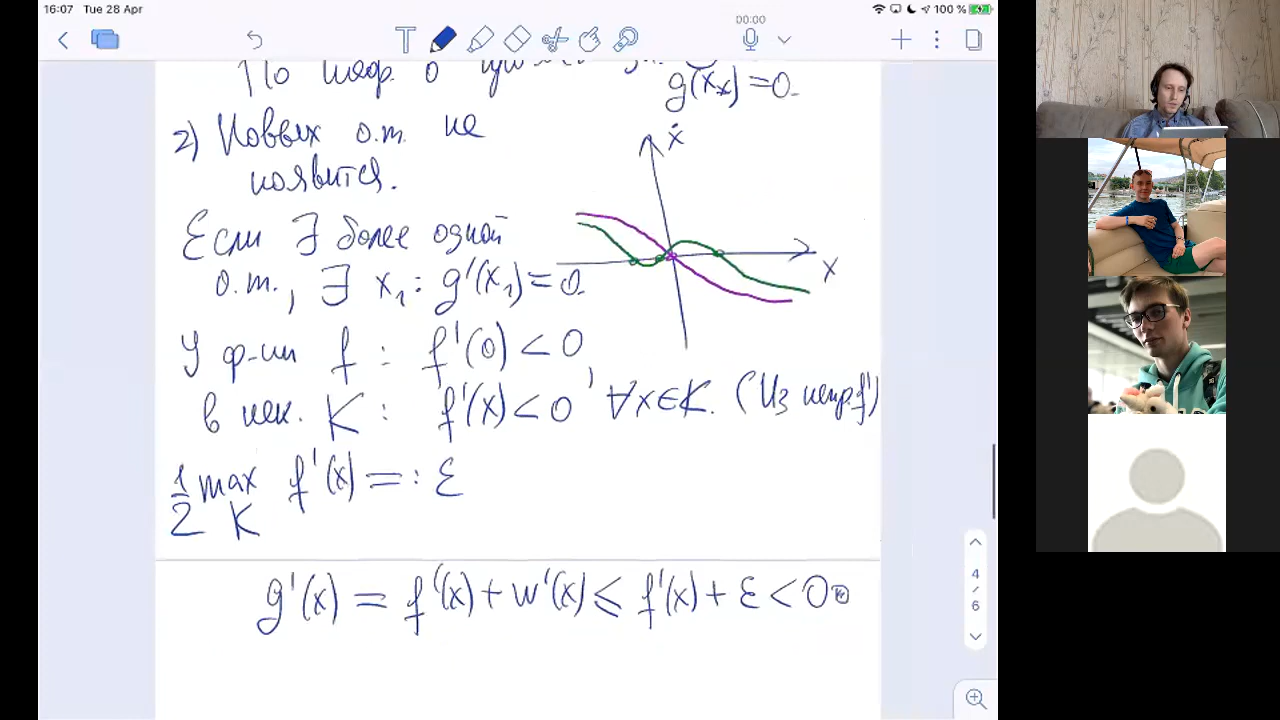 16:07 Tue 28 Apr
100 %
00:00
T
g(x*) = 0.
2) Новых о.т. не
появится.
ẋ
x
Если ∃ более одной
о.т., ∃ x₁ : g'(x₁) = 0.
У ф-ии f : f'(0) < 0
в нек. K : f'(x) < 0, ∀x∈K. (Из непр. f')
1/2 max f'(x) =: ε
K
4 / 6
g'(x) = f'(x) + w'(x) ≤ f'(x) + ε < 0